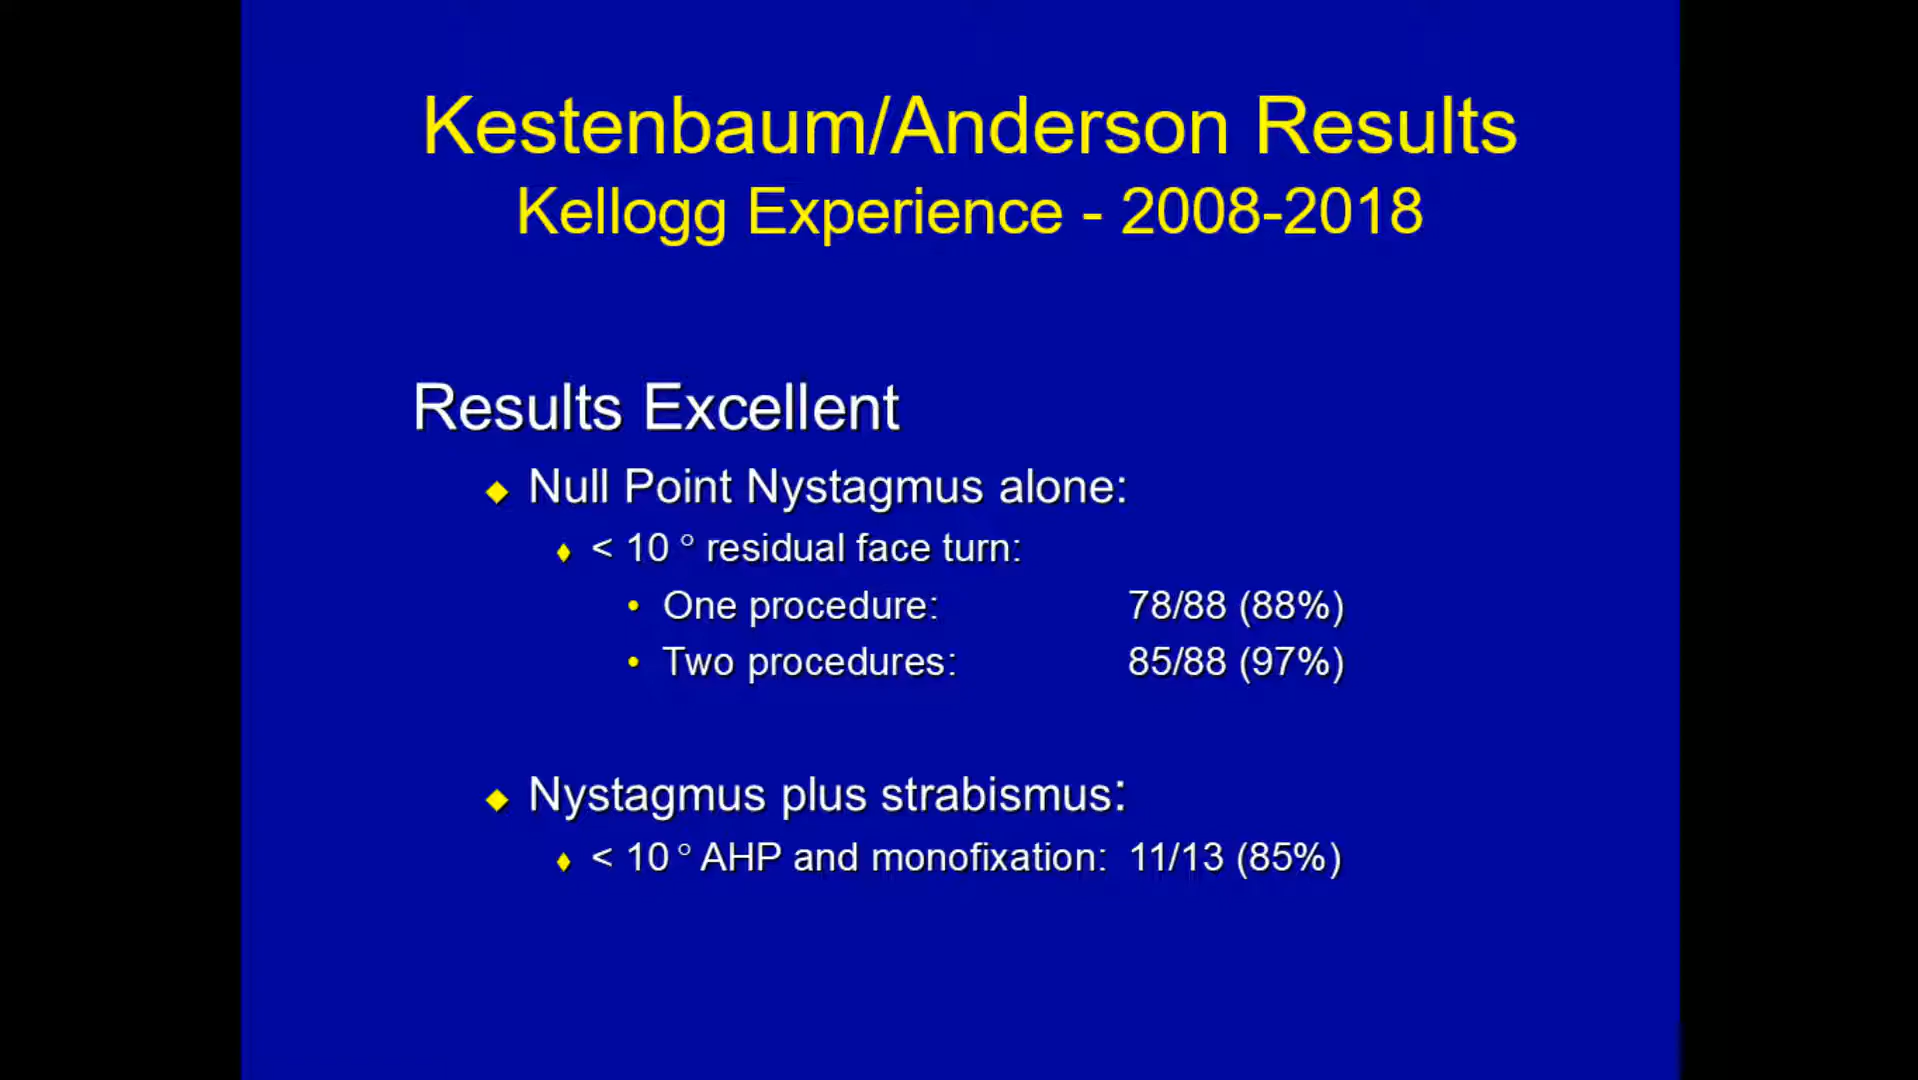 Kestenbaum/Anderson Results
Kellogg Experience - 2008-2018
Results Excellent
Null Point Nystagmus alone:
< 10 ° residual face turn:
One procedure: 78/88 (88%)
Two procedures: 85/88 (97%)
Nystagmus plus strabismus:
< 10 ° AHP and monofixation: 11/13 (85%)